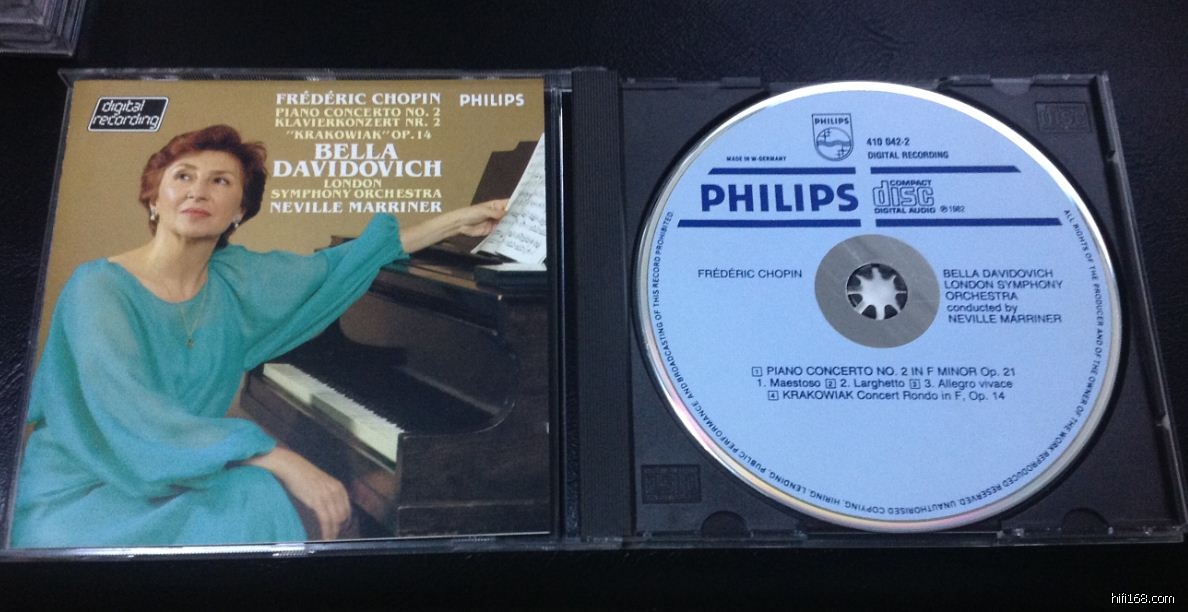 digital
recording
FRÉDÉRIC CHOPIN
PIANO CONCERTO NO. 2
KLAVIERKONZERT NR. 2
"KRAKOWIAK" OP. 14
BELLA
DAVIDOVICH
LONDON
SYMPHONY ORCHESTRA
NEVILLE MARRINER
PHILIPS
PHILIPS
410 042-2
MADE IN W-GERMANY
DIGITAL RECORDING
PHILIPS
COMPACT
disc
DIGITAL AUDIO
℗1982
FRÉDÉRIC CHOPIN
BELLA DAVIDOVICH
LONDON SYMPHONY
ORCHESTRA
conducted by
NEVILLE MARRINER
1 PIANO CONCERTO NO. 2 IN F MINOR Op. 21
1. Maestoso 2 2. Larghetto 3 3. Allegro vivace
4 KRAKOWIAK Concert Rondo in F, Op. 14
ALL RIGHTS OF THE PRODUCER AND OF THE OWNER OF THE WORK REPRODUCED RESERVED. UNAUTHORISED COPYING, HIRING, LENDING, PUBLIC PERFORMANCE AND BROADCASTING OF THIS RECORD PROHIBITED.
hifi168.com